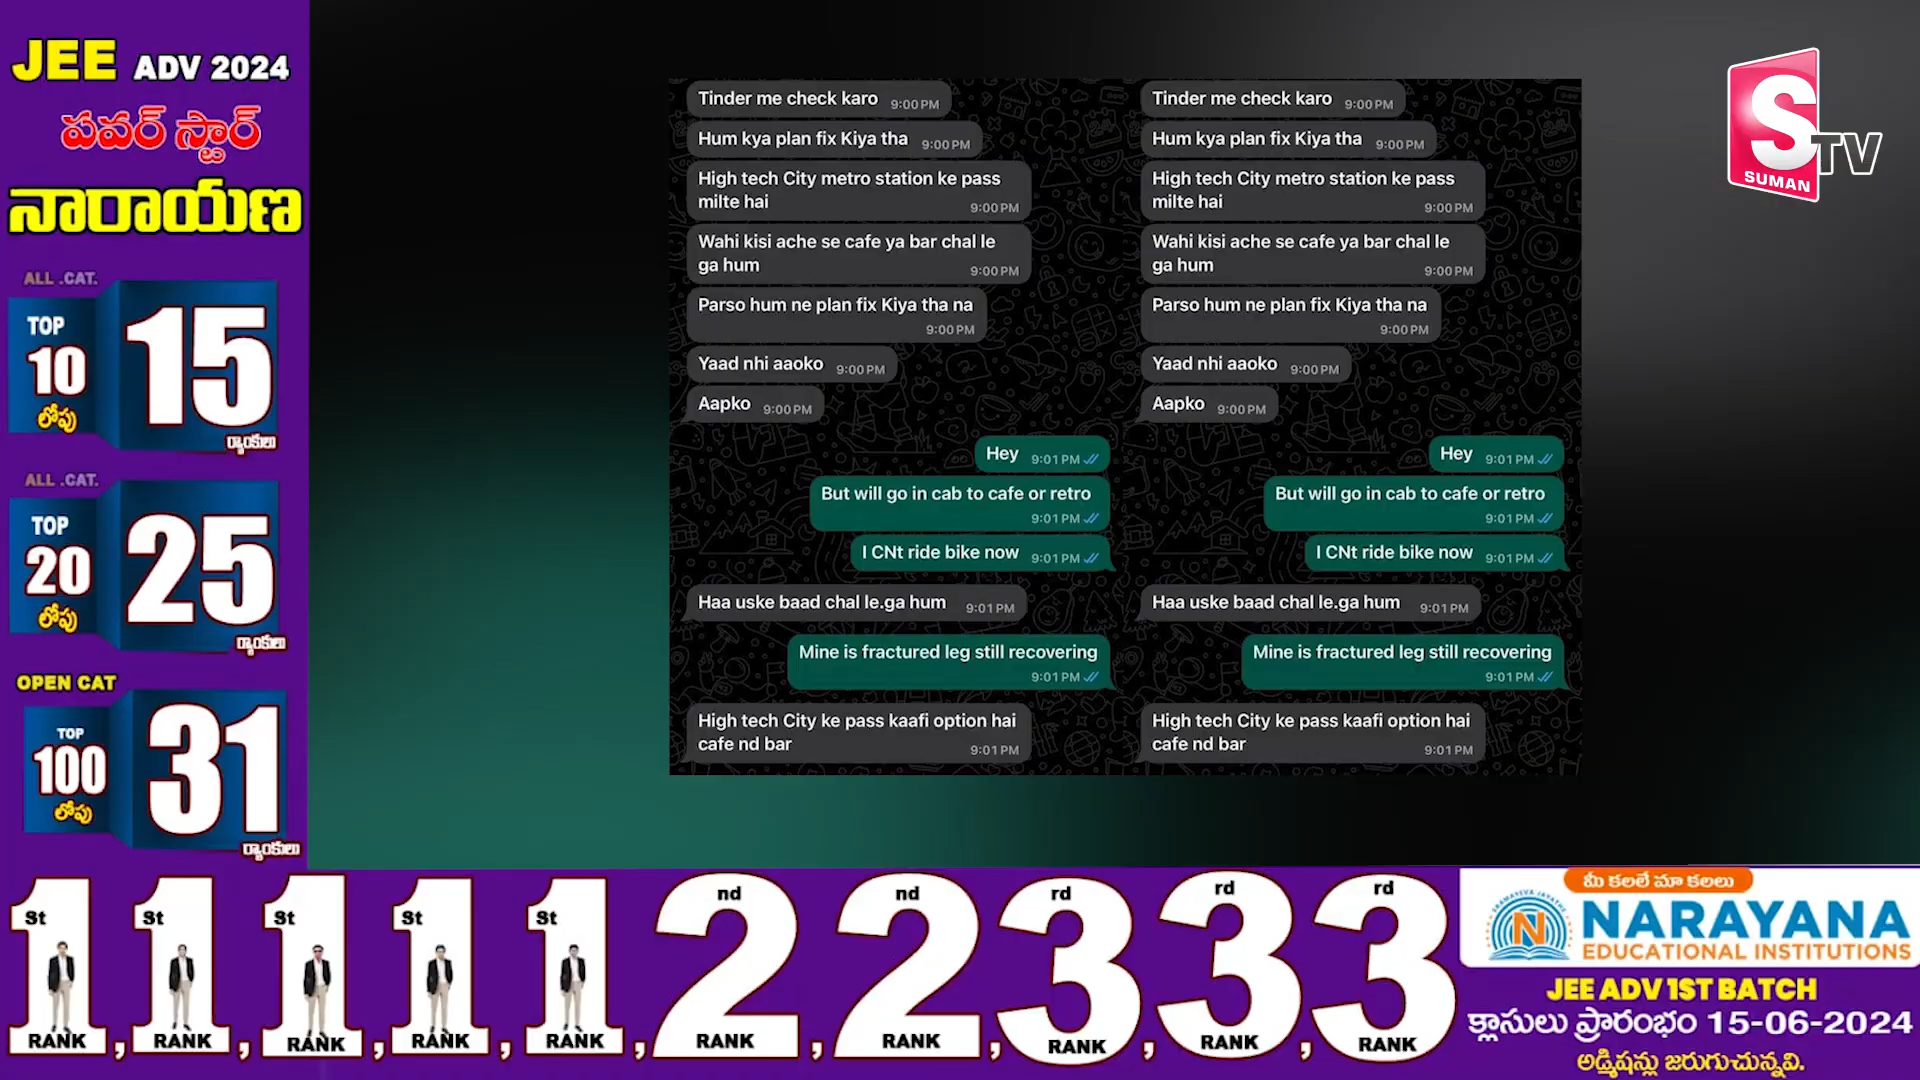 JEE ADV 2024
పవర్ స్టార్
నారాయణ
ALL .CAT.
TOP
10
లోపు
15
ర్యాంకులు
ALL .CAT.
TOP
20
లోపు
25
ర్యాంకులు
OPEN CAT
TOP
100
లోపు
31
ర్యాంకులు
Tinder me check karo 9:00 PM
Hum kya plan fix Kiya tha 9:00 PM
High tech City metro station ke pass
milte hai 9:00 PM
Wahi kisi ache se cafe ya bar chal le
ga hum 9:00 PM
Parso hum ne plan fix Kiya tha na
9:00 PM
Yaad nhi aaoko 9:00 PM
Aapko 9:00 PM
Hey 9:01 PM
But will go in cab to cafe or retro
9:01 PM
I CNt ride bike now 9:01 PM
Haa uske baad chal le.ga hum 9:01 PM
Mine is fractured leg still recovering
9:01 PM
High tech City ke pass kaafi option hai
cafe nd bar 9:01 PM
Tinder me check karo 9:00 PM
Hum kya plan fix Kiya tha 9:00 PM
High tech City metro station ke pass
milte hai 9:00 PM
Wahi kisi ache se cafe ya bar chal le
ga hum 9:00 PM
Parso hum ne plan fix Kiya tha na
9:00 PM
Yaad nhi aaoko 9:00 PM
Aapko 9:00 PM
Hey 9:01 PM
But will go in cab to cafe or retro
9:01 PM
I CNt ride bike now 9:01 PM
Haa uske baad chal le.ga hum 9:01 PM
Mine is fractured leg still recovering
9:01 PM
High tech City ke pass kaafi option hai
cafe nd bar 9:01 PM
S TV
SUMAN
1St RANK , 1St RANK , 1St RANK , 1St RANK , 1St RANK , 2nd RANK , 2nd RANK , 3rd RANK , 3rd RANK , 3rd RANK
మీ కలలే మా కలలు
N NARAYANA
EDUCATIONAL INSTITUTIONS
JEE ADV 1ST BATCH
క్లాసులు ప్రారంభం 15-06-2024
అడ్మిషన్లు జరుగుచున్నవి.